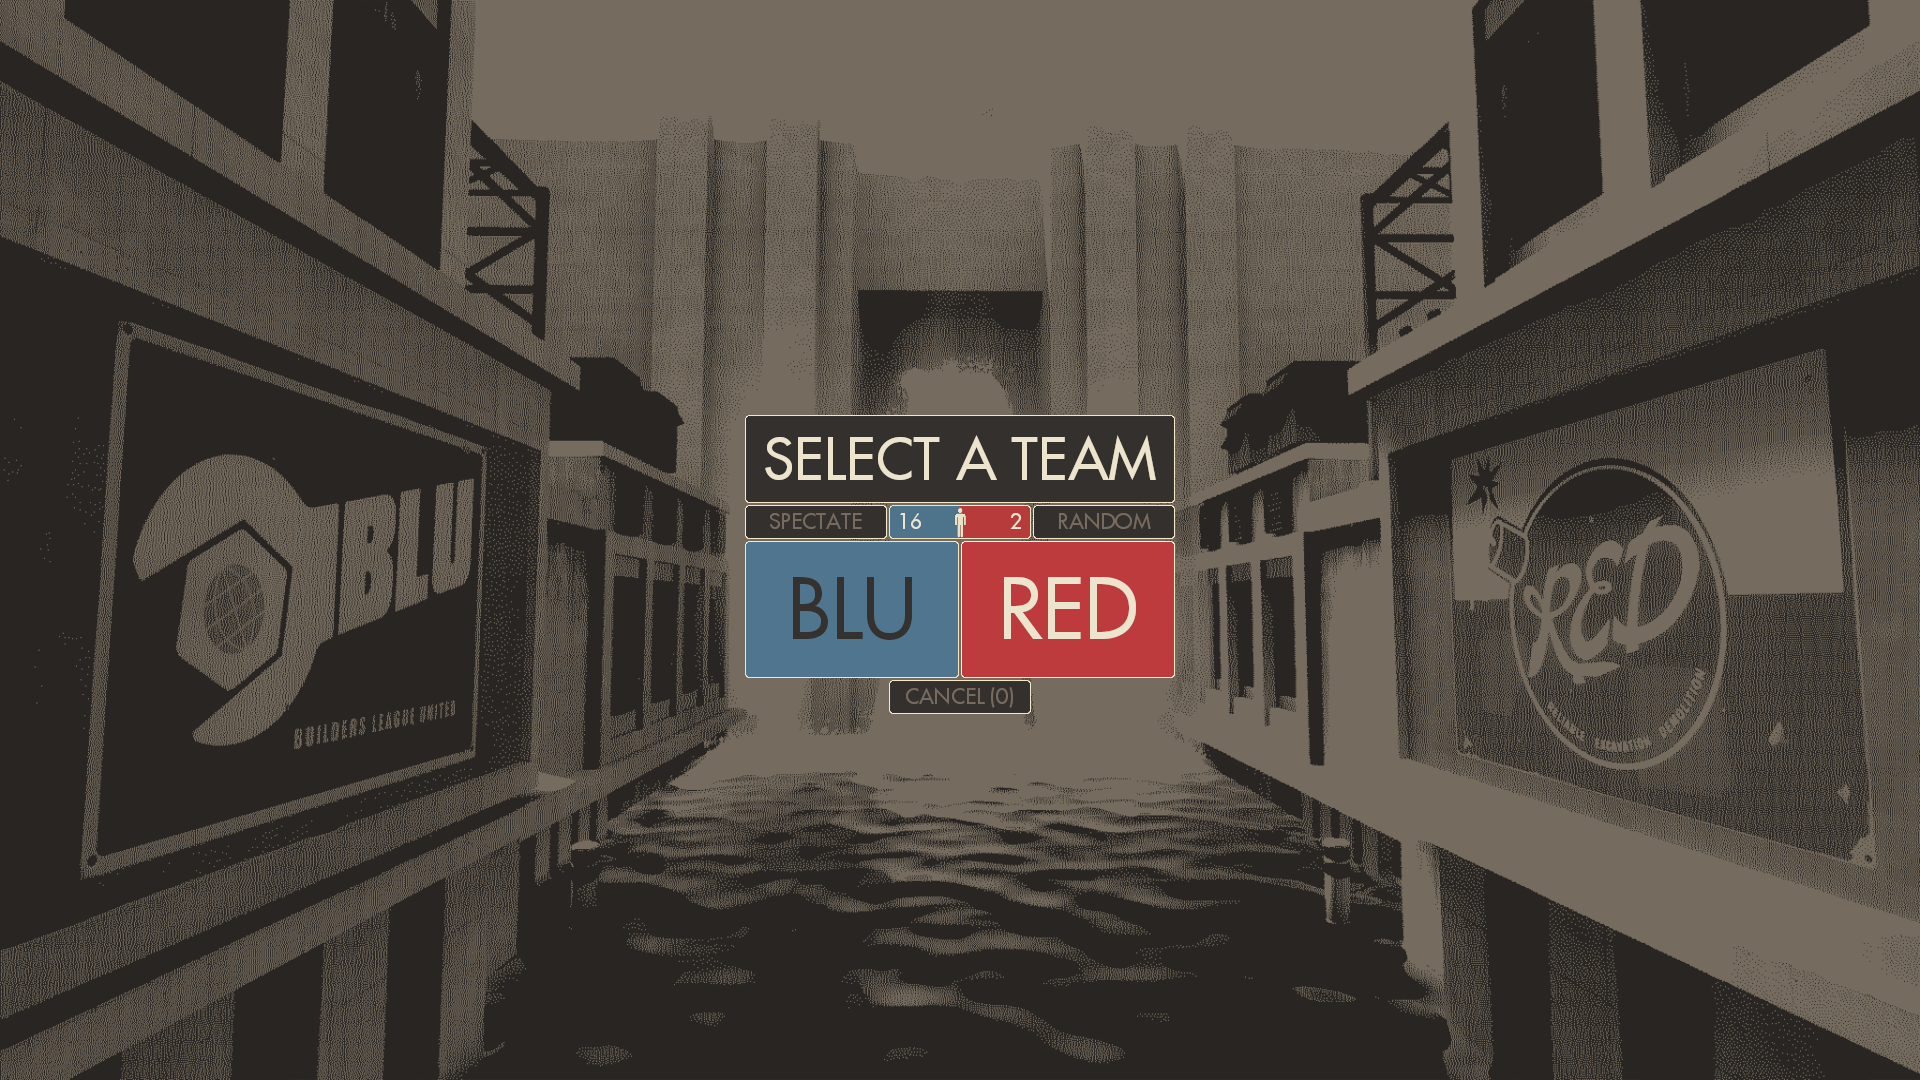 SELECT A TEAM
SPECTATE 16 2 RANDOM
BLU RED
CANCEL (0)
BLU
BUILDERS LEAGUE UNITED
RED
RELIABLE EXCAVATION DEMOLITION